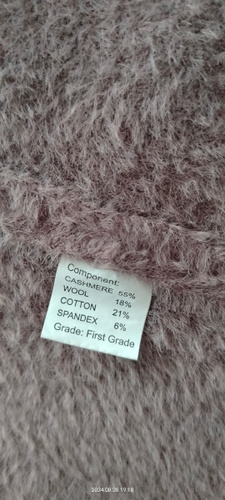 Component:
CASHMERE 55%
WOOL 18%
COTTON 21%
SPANDEX 6%
Grade: First Grade
2024.08.28 19:18